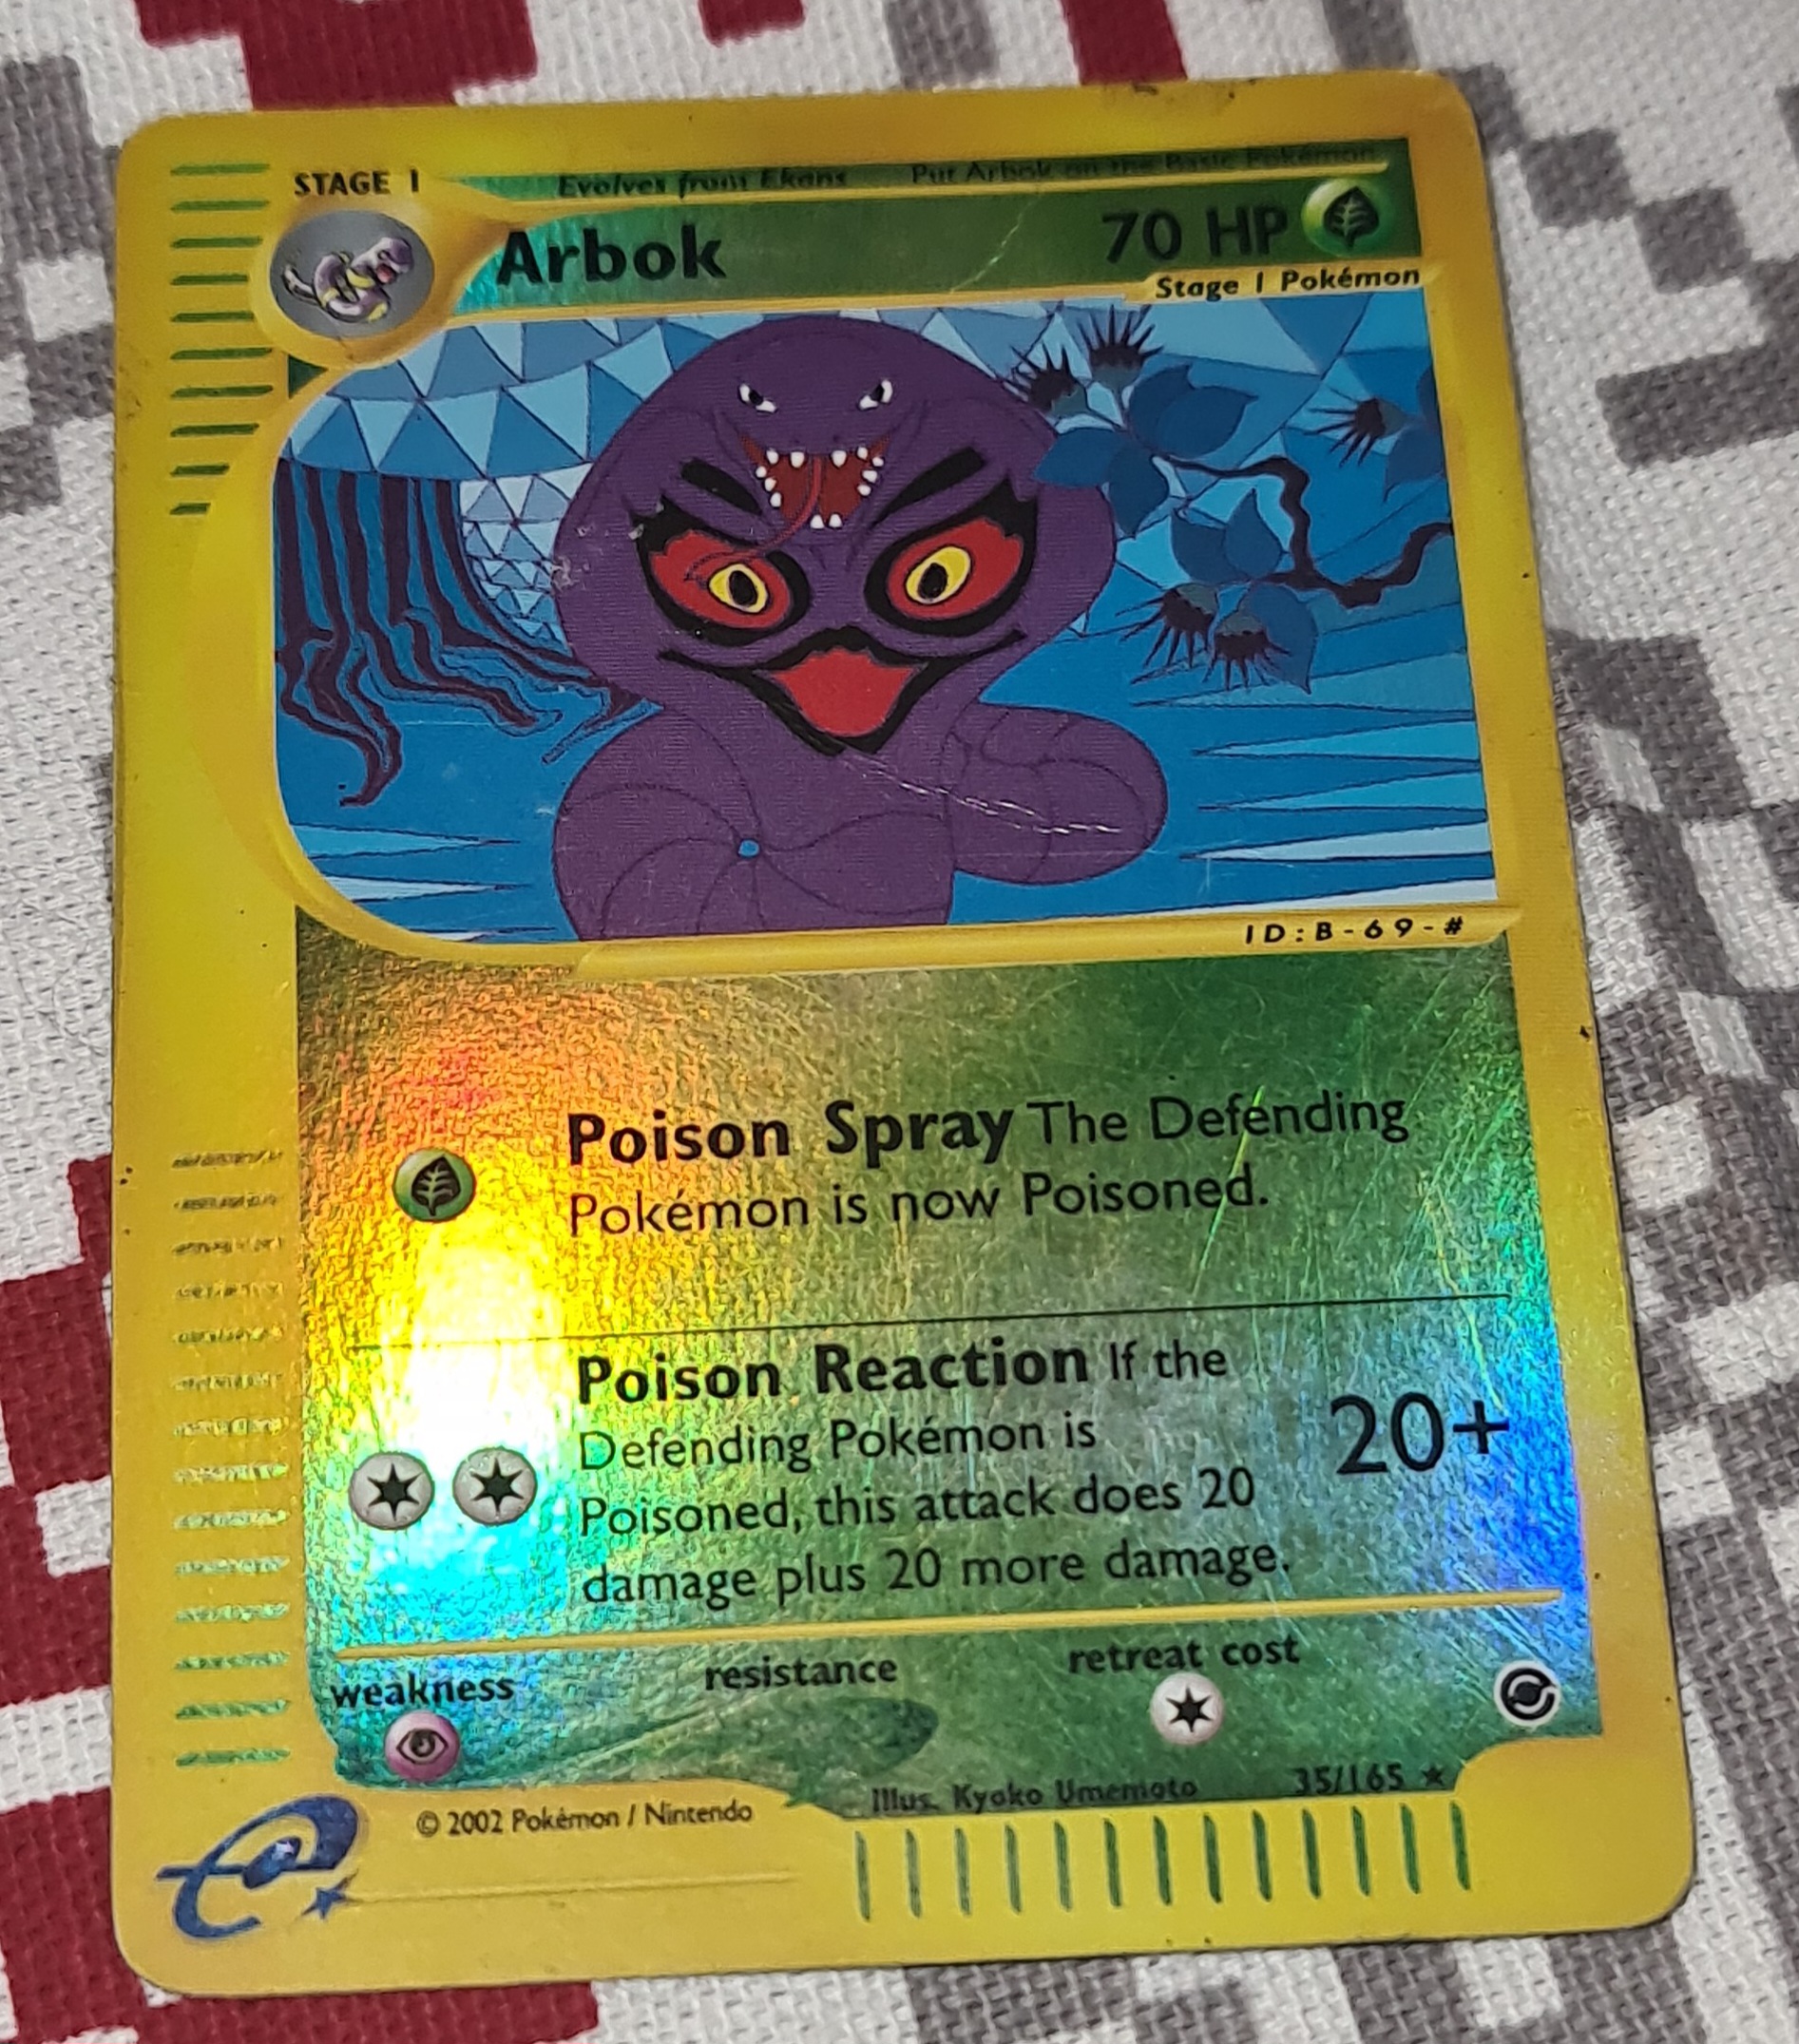 STAGE 1
Evolves from Ekans Put Arbok on the Basic Pokémon
Arbok 70 HP
Stage 1 Pokémon
ID:B-69-#
Poison Spray The Defending
Pokémon is now Poisoned.
Poison Reaction If the
Defending Pokémon is
Poisoned, this attack does 20
damage plus 20 more damage.
20+
weakness resistance retreat cost
Illus. Kyoko Umemoto 35/165 ★
© 2002 Pokémon / Nintendo
e